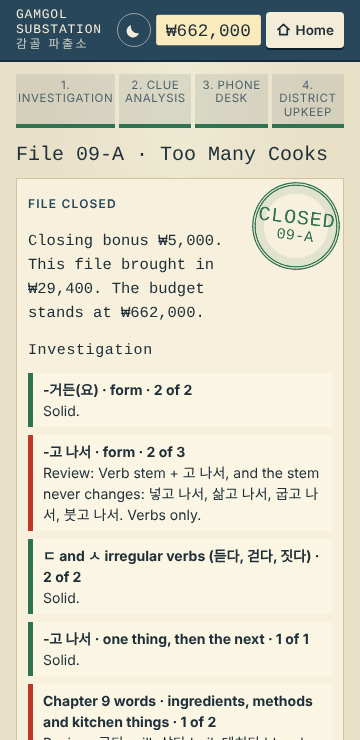 GAMGOL
SUBSTATION
감골 파출소
₩662,000
Home
1.
INVESTIGATION
2. CLUE
ANALYSIS
3. PHONE
DESK
4.
DISTRICT
UPKEEP
File 09-A · Too Many Cooks
FILE CLOSED
CLOSED
09-A
Closing bonus ₩5,000.
This file brought in
₩29,400. The budget
stands at ₩662,000.
Investigation
-거든(요) · form · 2 of 2
Solid.
-고 나서 · form · 2 of 3
Review: Verb stem + 고 나서, and the stem
never changes: 넣고 나서, 삶고 나서, 굽고 나
서, 붓고 나서. Verbs only.
ㄷ and ㅅ irregular verbs (듣다, 걷다, 짓다) ·
2 of 2
Solid.
-고 나서 · one thing, then the next · 1 of 1
Solid.
Chapter 9 words · ingredients, methods
and kitchen things · 1 of 2